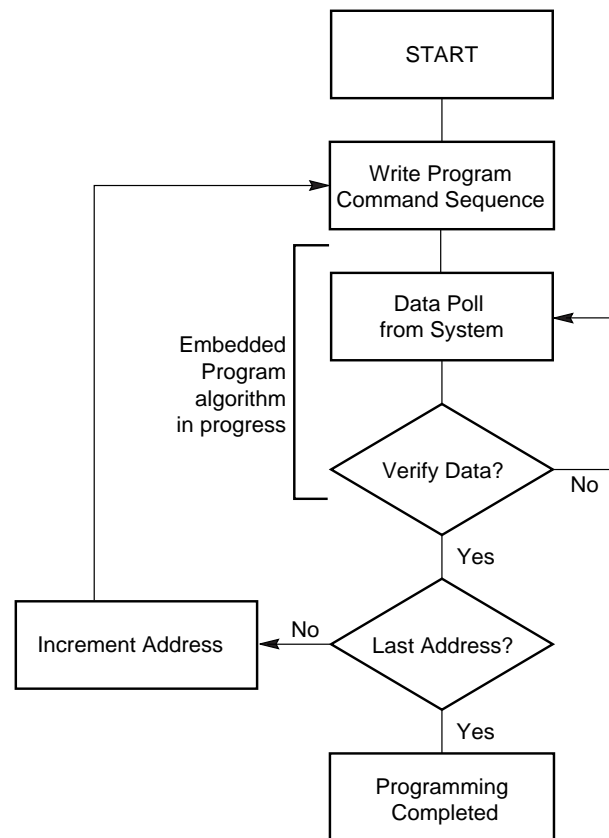 START
Write Program
Command Sequence
Data Poll
from System
Embedded
Program
algorithm
in progress
Verify Data?
No
Yes
Increment Address
No
Last Address?
Yes
Programming
Completed